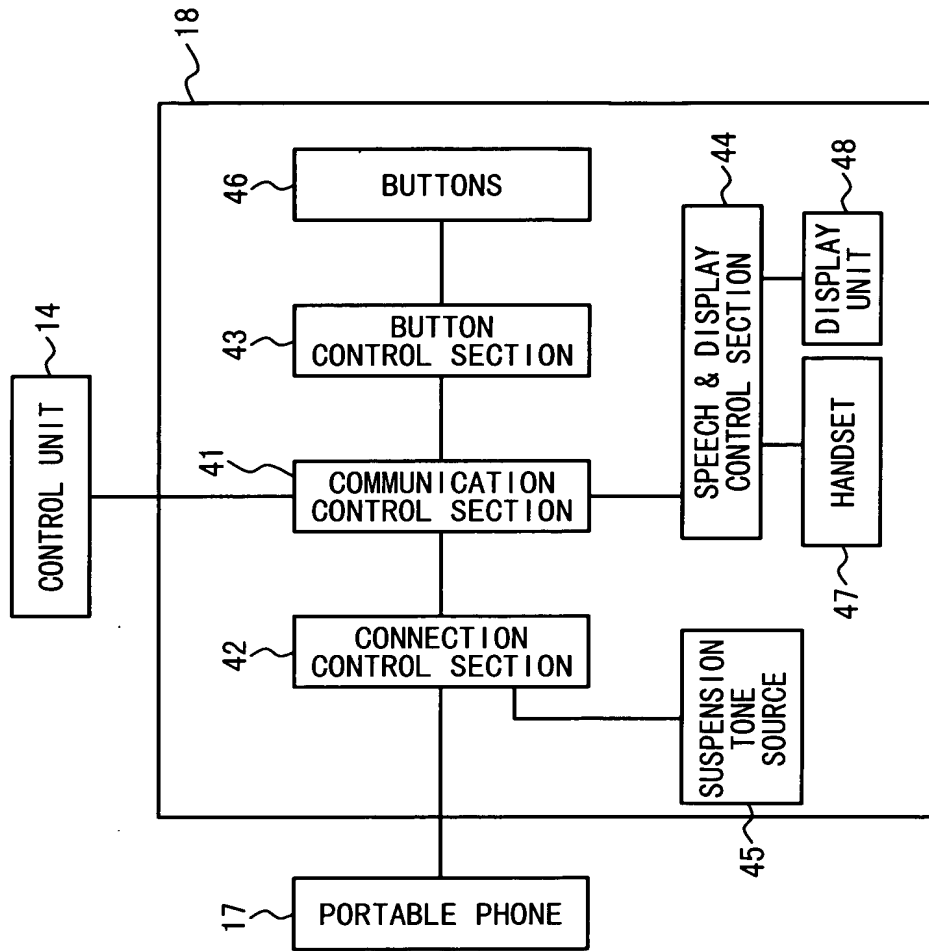 14
CONTROL UNIT
18
17
PORTABLE PHONE
42
CONNECTION
CONTROL SECTION
41
COMMUNICATION
CONTROL SECTION
43
BUTTON
CONTROL SECTION
46
BUTTONS
45
SUSPENSION
TONE
SOURCE
44
SPEECH & DISPLAY
CONTROL SECTION
47
HANDSET
48
DISPLAY
UNIT